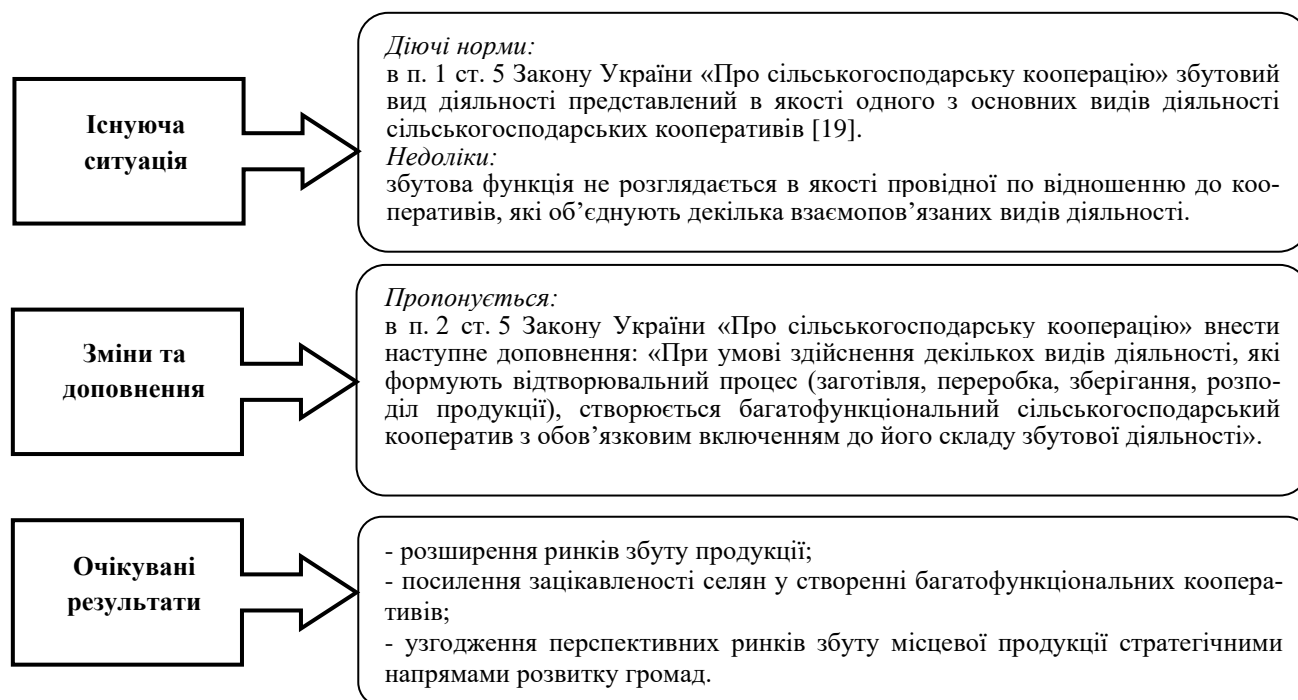 Існуюча
ситуація
Діючі норми:
в п. 1 ст. 5 Закону України «Про сільськогосподарську кооперацію» збутовий
вид діяльності представлений в якості одного з основних видів діяльності
сільськогосподарських кооперативів [19].
Недоліки:
збутова функція не розглядається в якості провідної по відношенню до коо-
перативів, які об’єднують декілька взаємопов’язаних видів діяльності.
Зміни та
доповнення
Пропонується:
в п. 2 ст. 5 Закону України «Про сільськогосподарську кооперацію» внести
наступне доповнення: «При умові здійснення декількох видів діяльності, які
формують відтворювальний процес (заготівля, переробка, зберігання, розпо-
діл продукції), створюється багатофункціональний сільськогосподарський
кооператив з обов’язковим включенням до його складу збутової діяльності».
Очікувані
результати
- розширення ринків збуту продукції;
- посилення зацікавленості селян у створенні багатофункціональних коопера-
тивів;
- узгодження перспективних ринків збуту місцевої продукції стратегічними
напрямами розвитку громад.